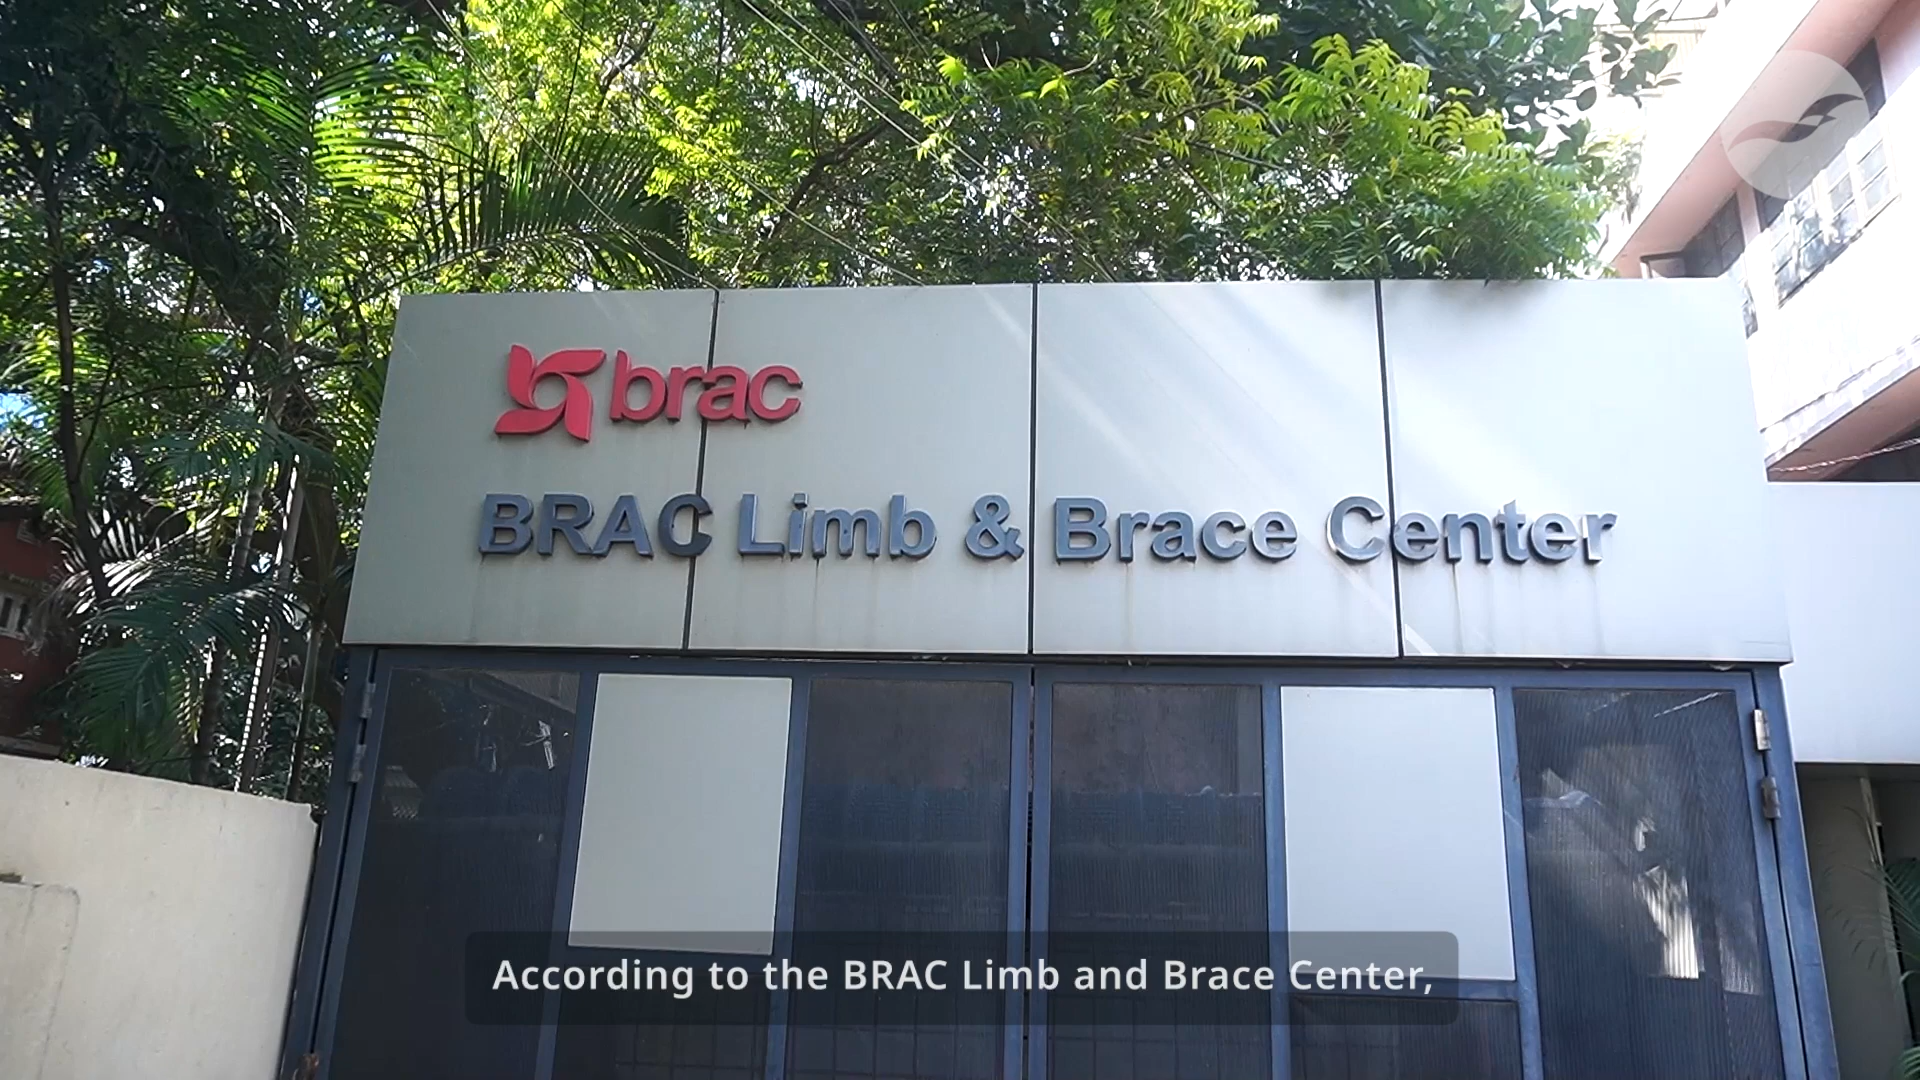 brac
BRAC Limb & Brace Center
According to the BRAC Limb and Brace Center,